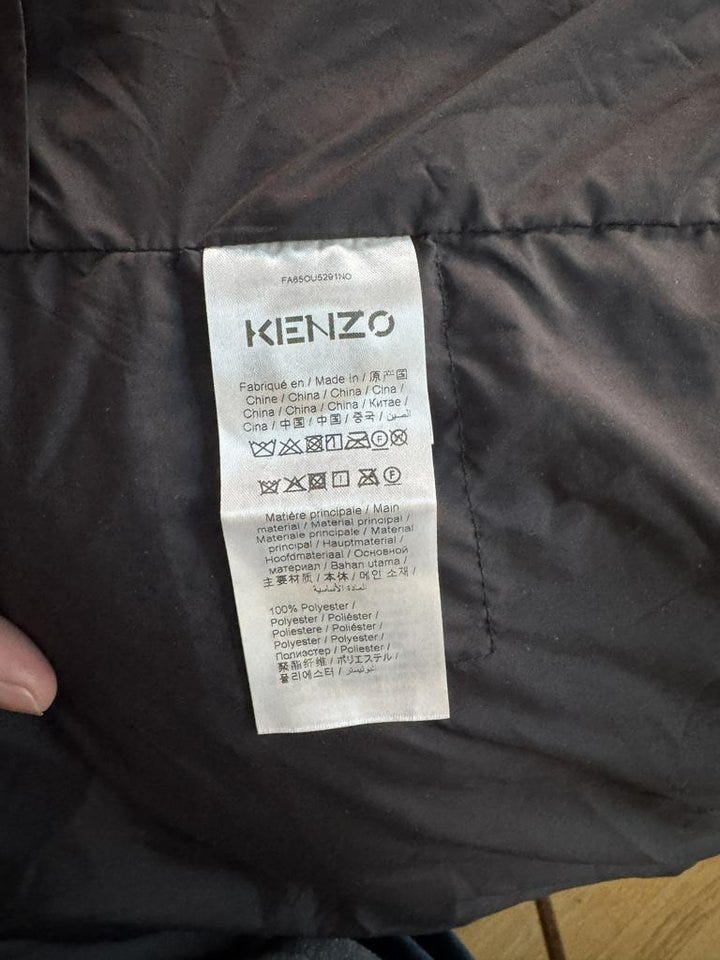 FA65OU5291NO
KENZO
Fabriqué en / Made in / 原产国
Chine / China / China / Cina /
China / China / China / Китае /
Cina / 中国 / 中国 / 중국 / الصين
Matière principale / Main
material / Material principal /
Materiale principale / Material
principal / Hauptmaterial /
Hoofdmateriaal / Основной
материал / Bahan utama /
主要材质 / 本体 / 메인 소재 /
المادة الأساسية
100% Polyester /
Polyester / Poliéster /
Poliestere / Poliéster /
Polyester / Polyester /
Полиэстер / Poliester /
聚酯纤维 / ポリエステル /
폴리에스터 / البوليستر